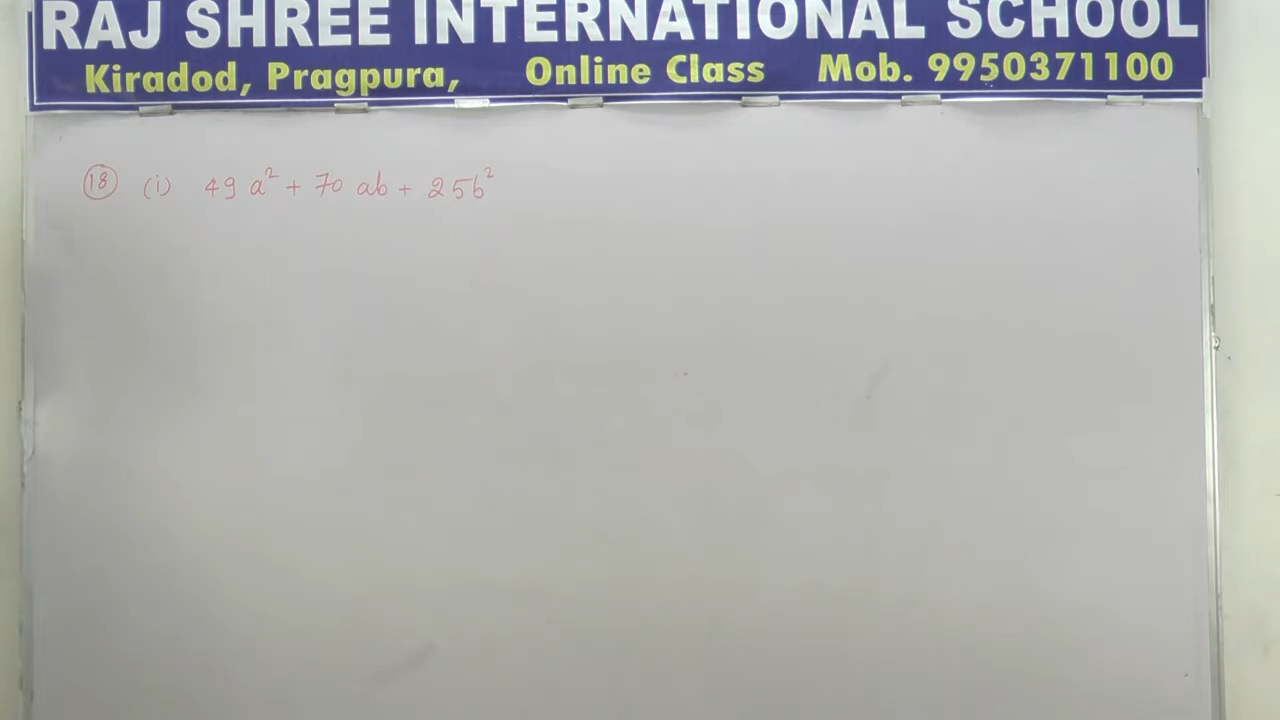 RAJ SHREE INTERNATIONAL SCHOOL
Kiradod, Pragpura, Online Class Mob. 9950371100
18 (i) 49 a² + 70 ab + 25b²